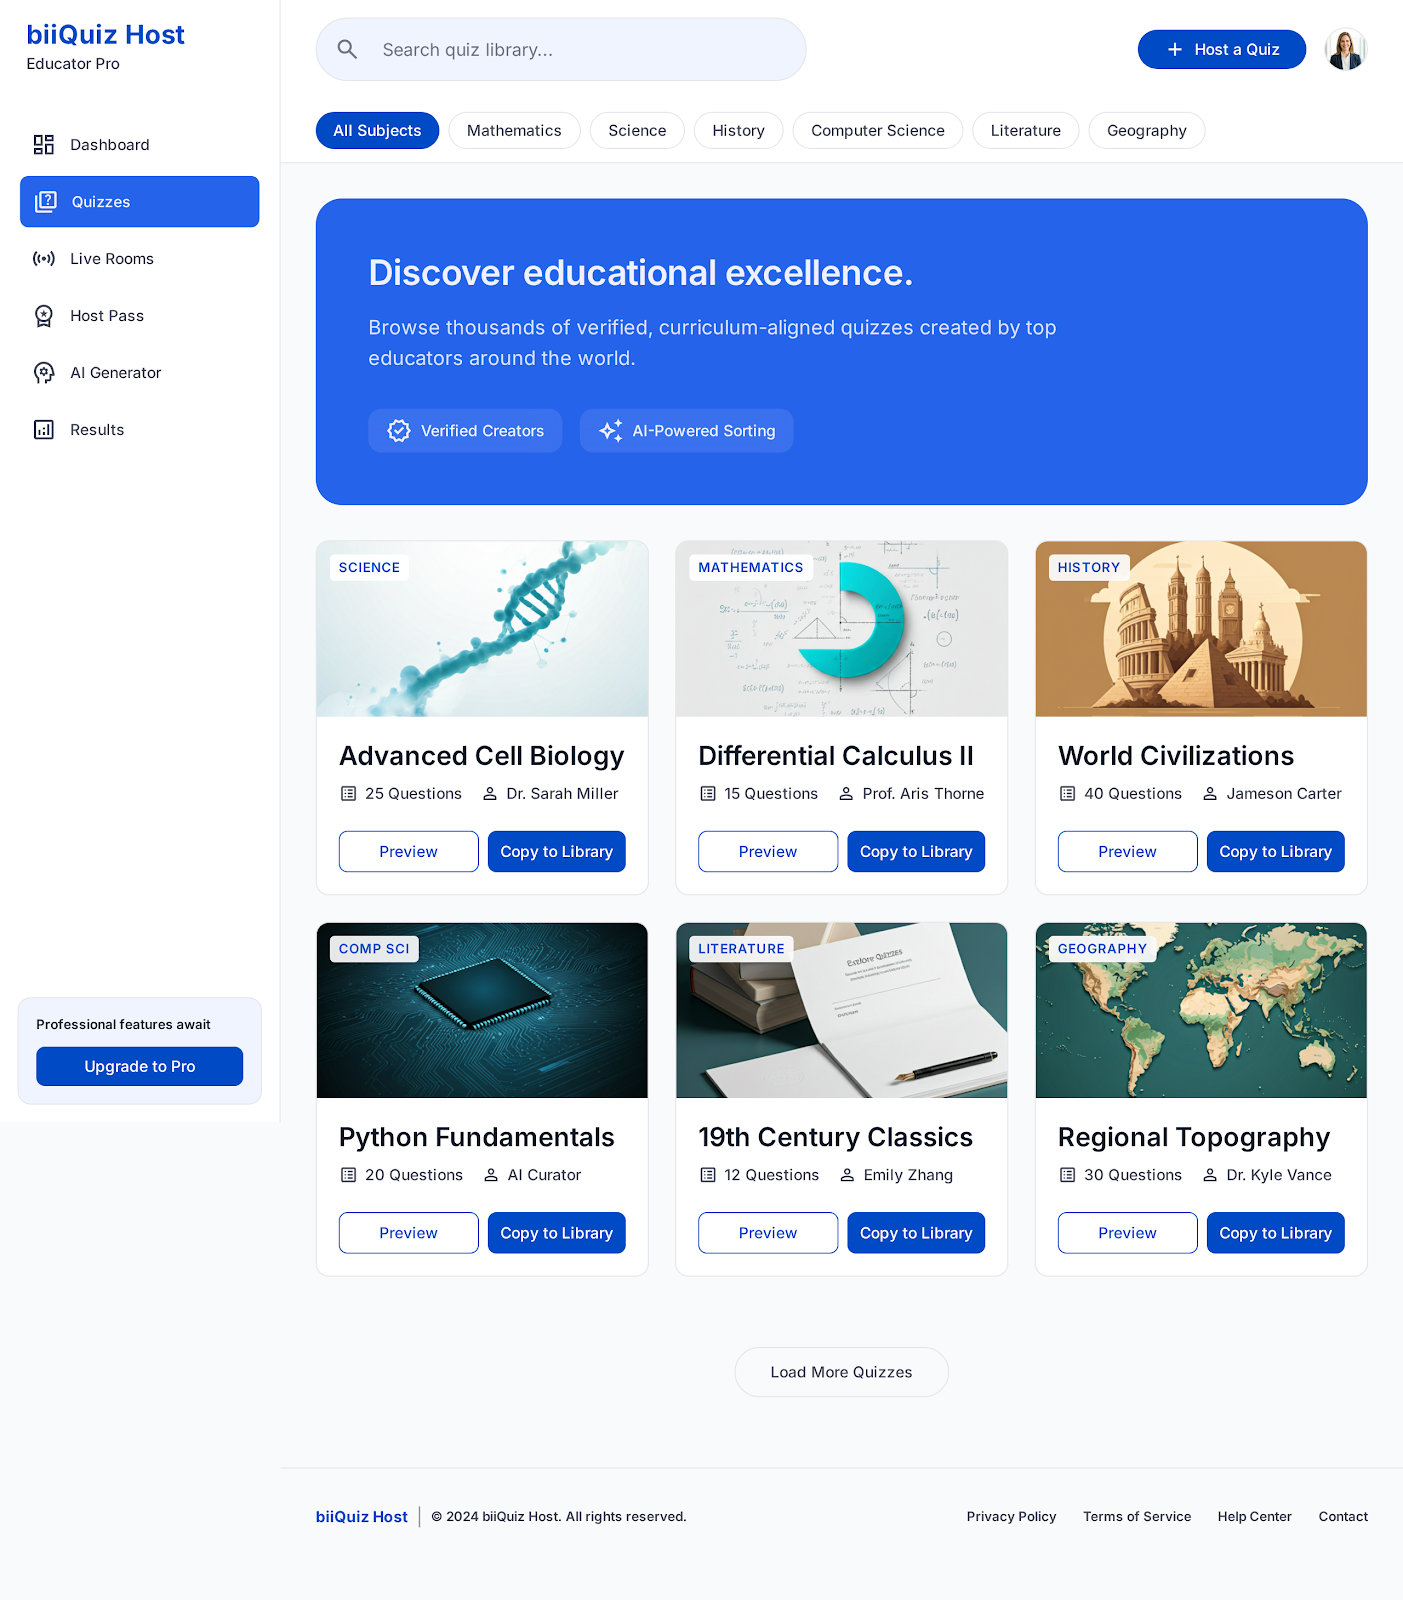 biiQuiz Host
Educator Pro
Dashboard
Quizzes
Live Rooms
Host Pass
AI Generator
Results
Professional features await
Upgrade to Pro
Search quiz library...
Host a Quiz
All Subjects
Mathematics
Science
History
Computer Science
Literature
Geography
Discover educational excellence.
Browse thousands of verified, curriculum-aligned quizzes created by top
educators around the world.
Verified Creators
AI-Powered Sorting
SCIENCE
Advanced Cell Biology
25 Questions
Dr. Sarah Miller
Preview
Copy to Library
MATHEMATICS
Differential Calculus II
15 Questions
Prof. Aris Thorne
Preview
Copy to Library
HISTORY
World Civilizations
40 Questions
Jameson Carter
Preview
Copy to Library
COMP SCI
Python Fundamentals
20 Questions
AI Curator
Preview
Copy to Library
LITERATURE
19th Century Classics
12 Questions
Emily Zhang
Preview
Copy to Library
GEOGRAPHY
Regional Topography
30 Questions
Dr. Kyle Vance
Preview
Copy to Library
Load More Quizzes
biiQuiz Host
© 2024 biiQuiz Host. All rights reserved.
Privacy Policy
Terms of Service
Help Center
Contact